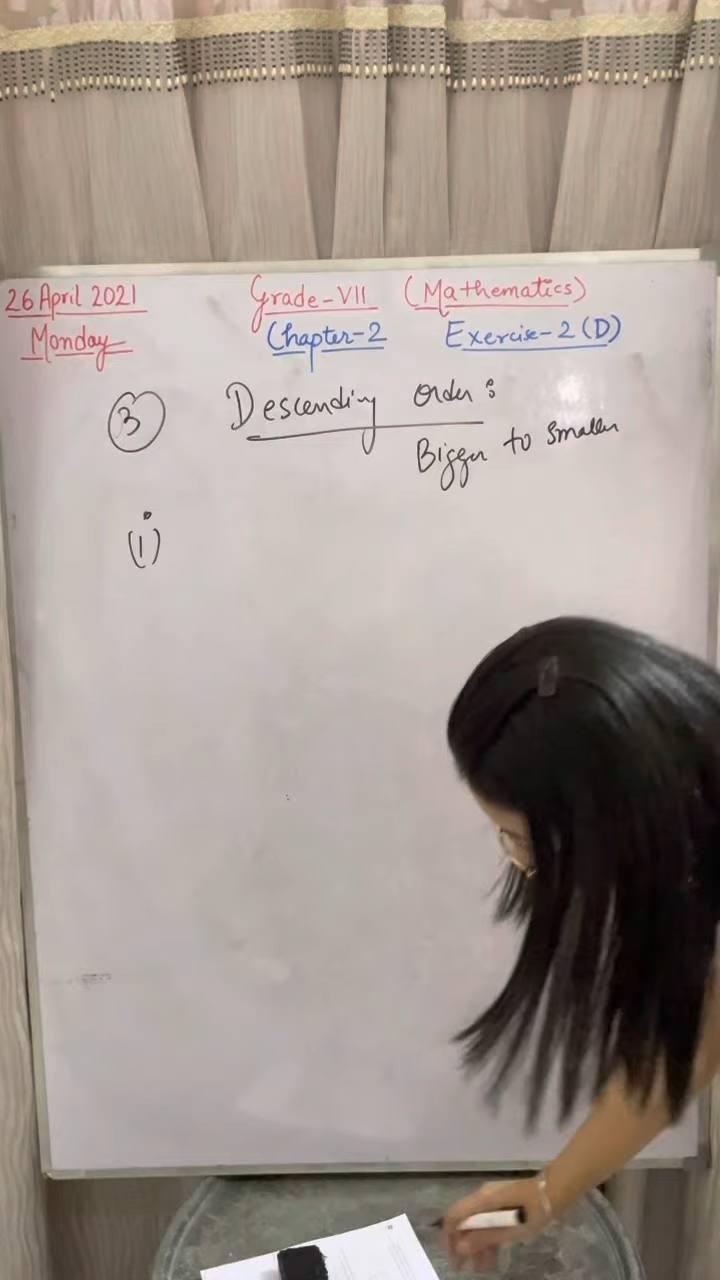 26 April 2021 Grade-VII (Mathematics)
Monday Chapter-2 Exercise-2(D)
3 Descending order:
Bigger to smaller
(i)